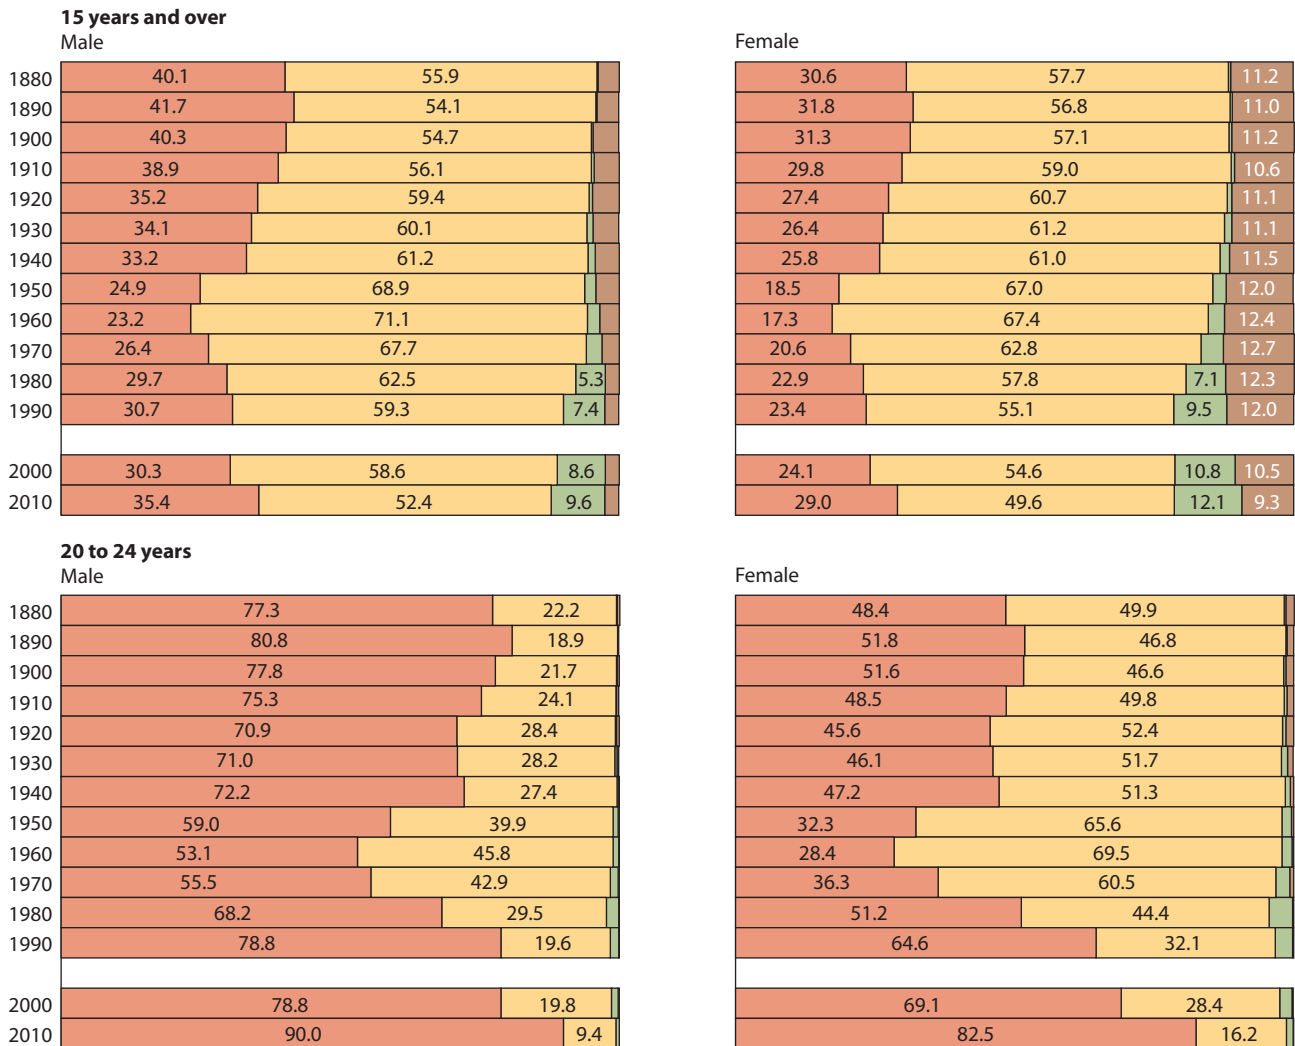 15 years and over
Male Female
1880 40.1 55.9 30.6 57.7 11.2
1890 41.7 54.1 31.8 56.8 11.0
1900 40.3 54.7 31.3 57.1 11.2
1910 38.9 56.1 29.8 59.0 10.6
1920 35.2 59.4 27.4 60.7 11.1
1930 34.1 60.1 26.4 61.2 11.1
1940 33.2 61.2 25.8 61.0 11.5
1950 24.9 68.9 18.5 67.0 12.0
1960 23.2 71.1 17.3 67.4 12.4
1970 26.4 67.7 20.6 62.8 12.7
1980 29.7 62.5 5.3 22.9 57.8 7.1 12.3
1990 30.7 59.3 7.4 23.4 55.1 9.5 12.0
2000 30.3 58.6 8.6 24.1 54.6 10.8 10.5
2010 35.4 52.4 9.6 29.0 49.6 12.1 9.3
20 to 24 years
Male Female
1880 77.3 22.2 48.4 49.9
1890 80.8 18.9 51.8 46.8
1900 77.8 21.7 51.6 46.6
1910 75.3 24.1 48.5 49.8
1920 70.9 28.4 45.6 52.4
1930 71.0 28.2 46.1 51.7
1940 72.2 27.4 47.2 51.3
1950 59.0 39.9 32.3 65.6
1960 53.1 45.8 28.4 69.5
1970 55.5 42.9 36.3 60.5
1980 68.2 29.5 51.2 44.4
1990 78.8 19.6 64.6 32.1
2000 78.8 19.8 69.1 28.4
2010 90.0 9.4 82.5 16.2